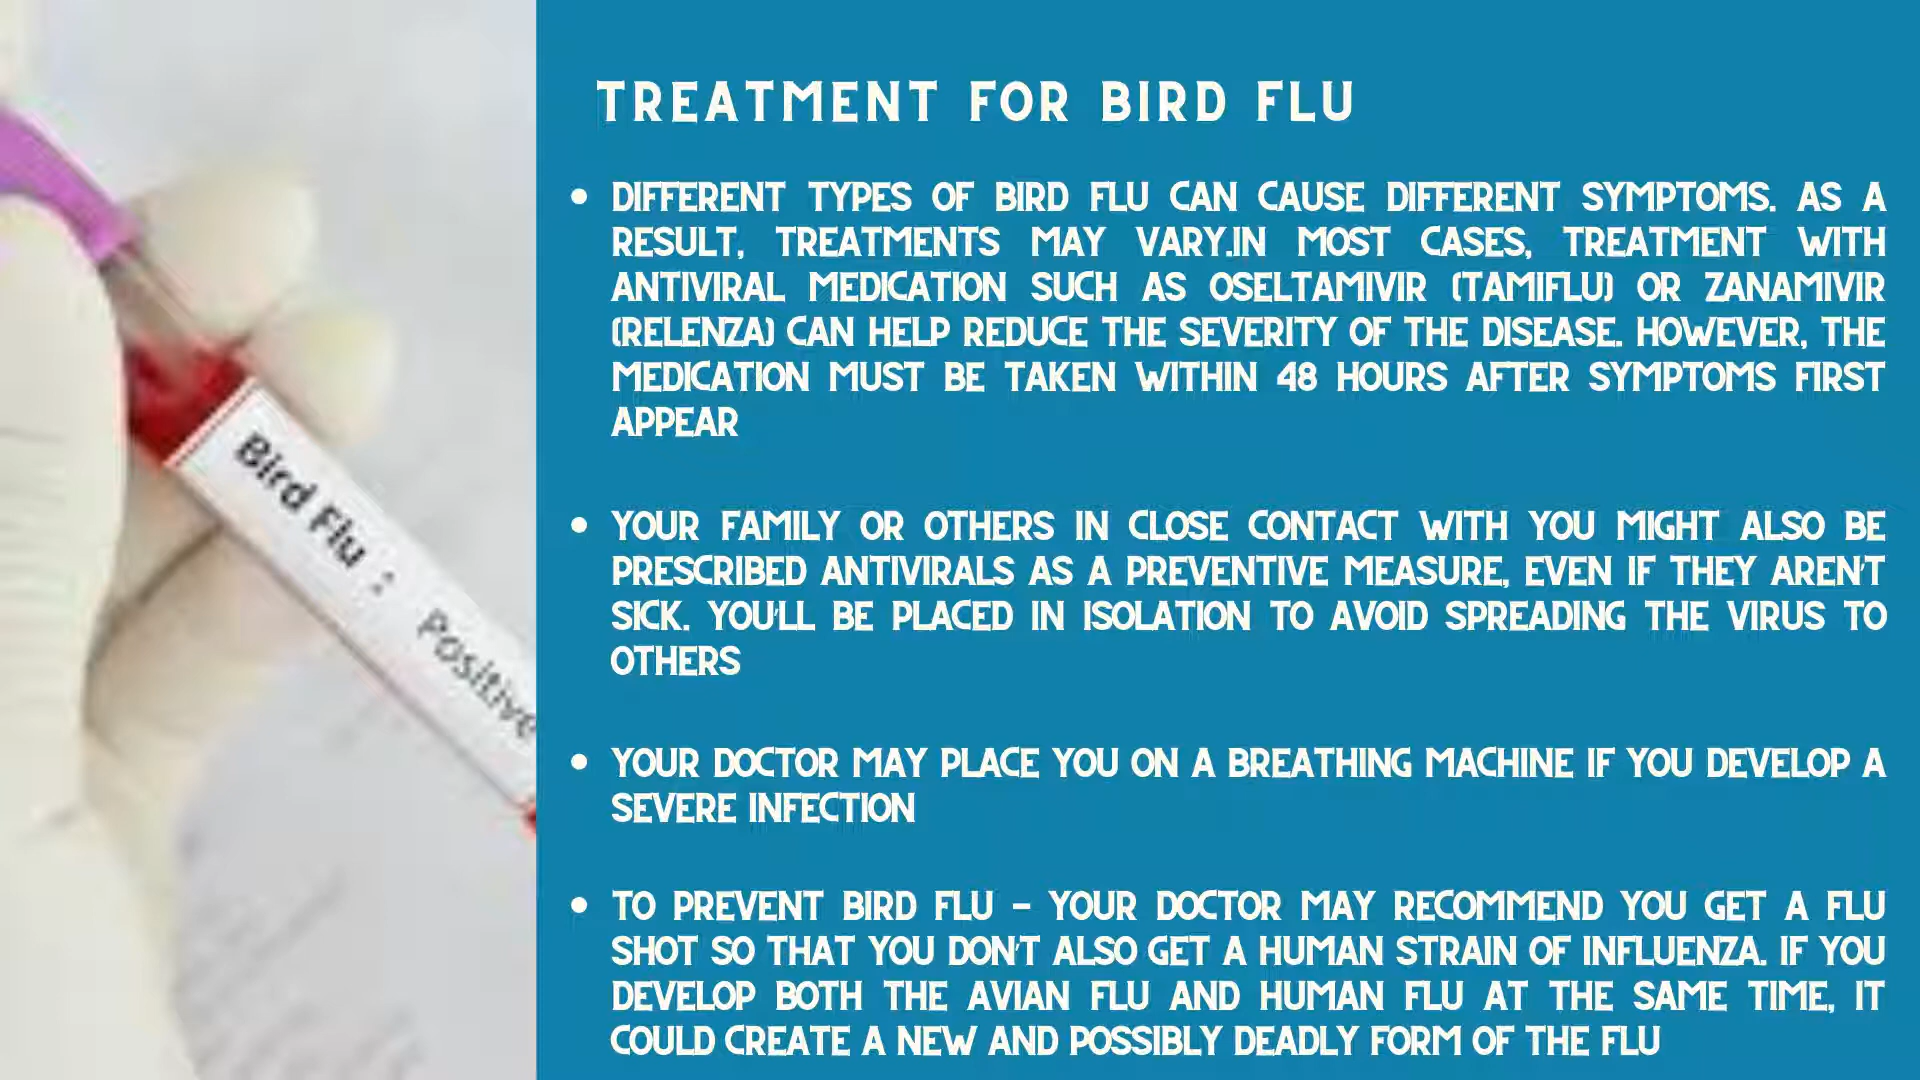 TREATMENT FOR BIRD FLU
• DIFFERENT TYPES OF BIRD FLU CAN CAUSE DIFFERENT SYMPTOMS. AS A
RESULT, TREATMENTS MAY VARY.IN MOST CASES, TREATMENT WITH
ANTIVIRAL MEDICATION SUCH AS OSELTAMIVIR (TAMIFLU) OR ZANAMIVIR
(RELENZA) CAN HELP REDUCE THE SEVERITY OF THE DISEASE. HOWEVER, THE
MEDICATION MUST BE TAKEN WITHIN 48 HOURS AFTER SYMPTOMS FIRST
APPEAR
• YOUR FAMILY OR OTHERS IN CLOSE CONTACT WITH YOU MIGHT ALSO BE
PRESCRIBED ANTIVIRALS AS A PREVENTIVE MEASURE, EVEN IF THEY AREN'T
SICK. YOU'LL BE PLACED IN ISOLATION TO AVOID SPREADING THE VIRUS TO
OTHERS
• YOUR DOCTOR MAY PLACE YOU ON A BREATHING MACHINE IF YOU DEVELOP A
SEVERE INFECTION
• TO PREVENT BIRD FLU - YOUR DOCTOR MAY RECOMMEND YOU GET A FLU
SHOT SO THAT YOU DON'T ALSO GET A HUMAN STRAIN OF INFLUENZA. IF YOU
DEVELOP BOTH THE AVIAN FLU AND HUMAN FLU AT THE SAME TIME, IT
COULD CREATE A NEW AND POSSIBLY DEADLY FORM OF THE FLU
Bird Flu : Positive